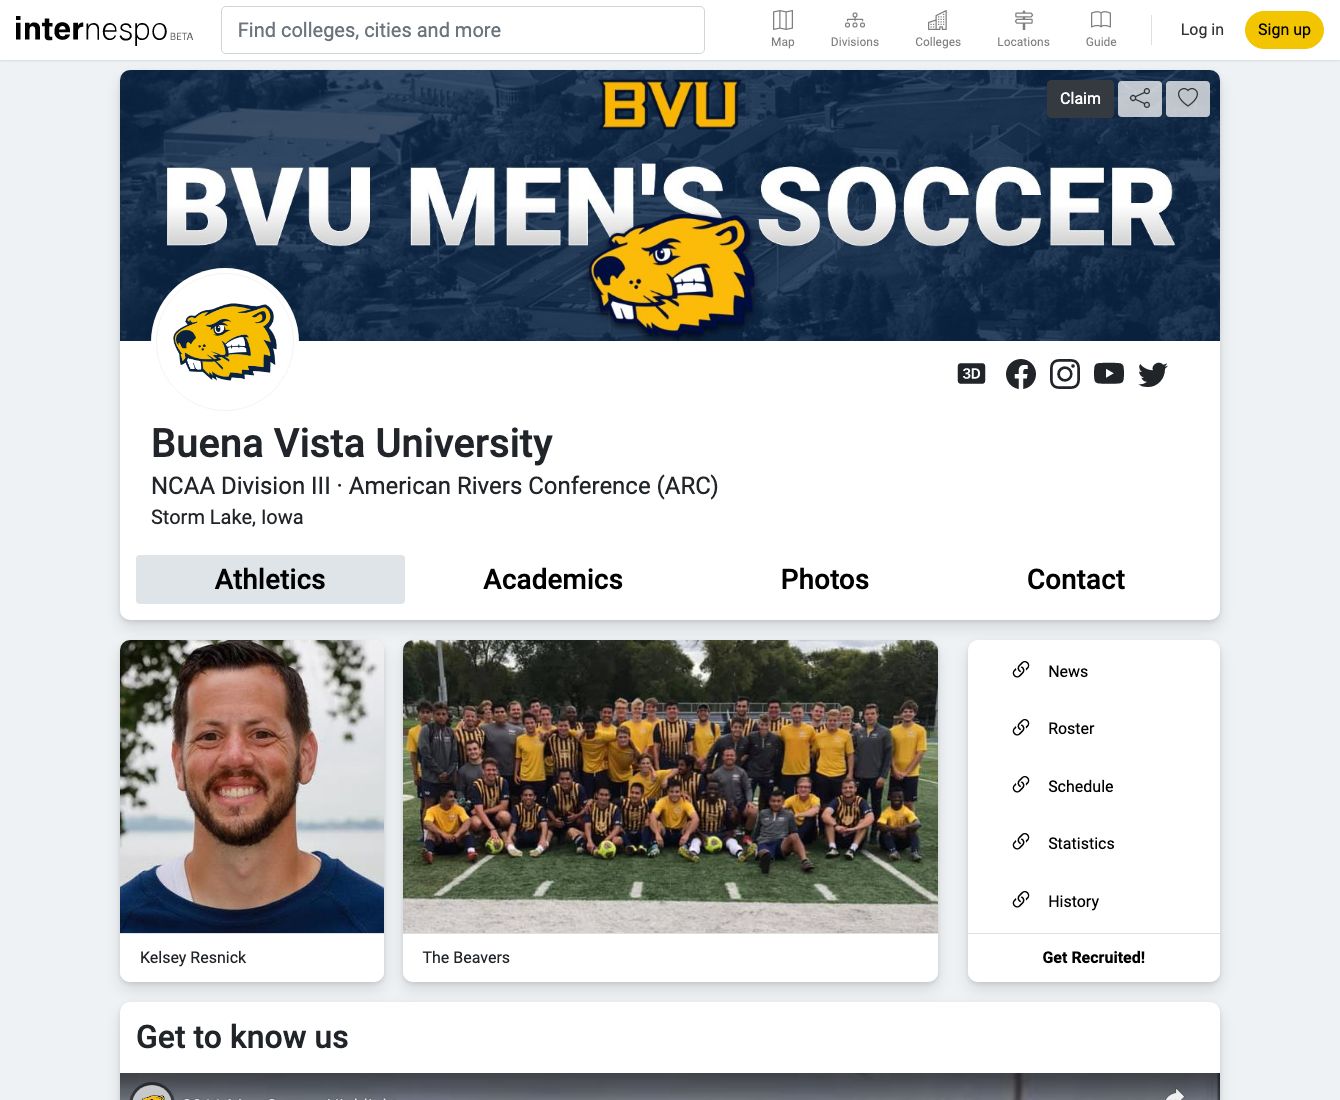 internespo BETA
Find colleges, cities and more
Map
Divisions
Colleges
Locations
Guide
Log in
Sign up
BVU
Claim
BVU MEN'S SOCCER
3D
Buena Vista University
NCAA Division III · American Rivers Conference (ARC)
Storm Lake, Iowa
Athletics
Academics
Photos
Contact
News
Roster
Schedule
Statistics
History
Kelsey Resnick
The Beavers
Get Recruited!
Get to know us